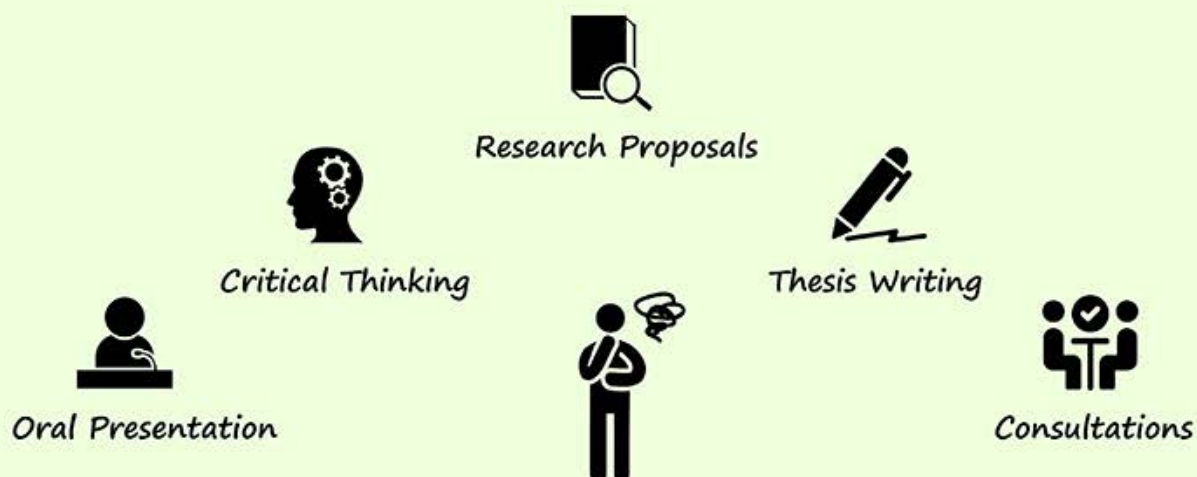 Research Proposals
Critical Thinking
Thesis Writing
Oral Presentation
Consultations